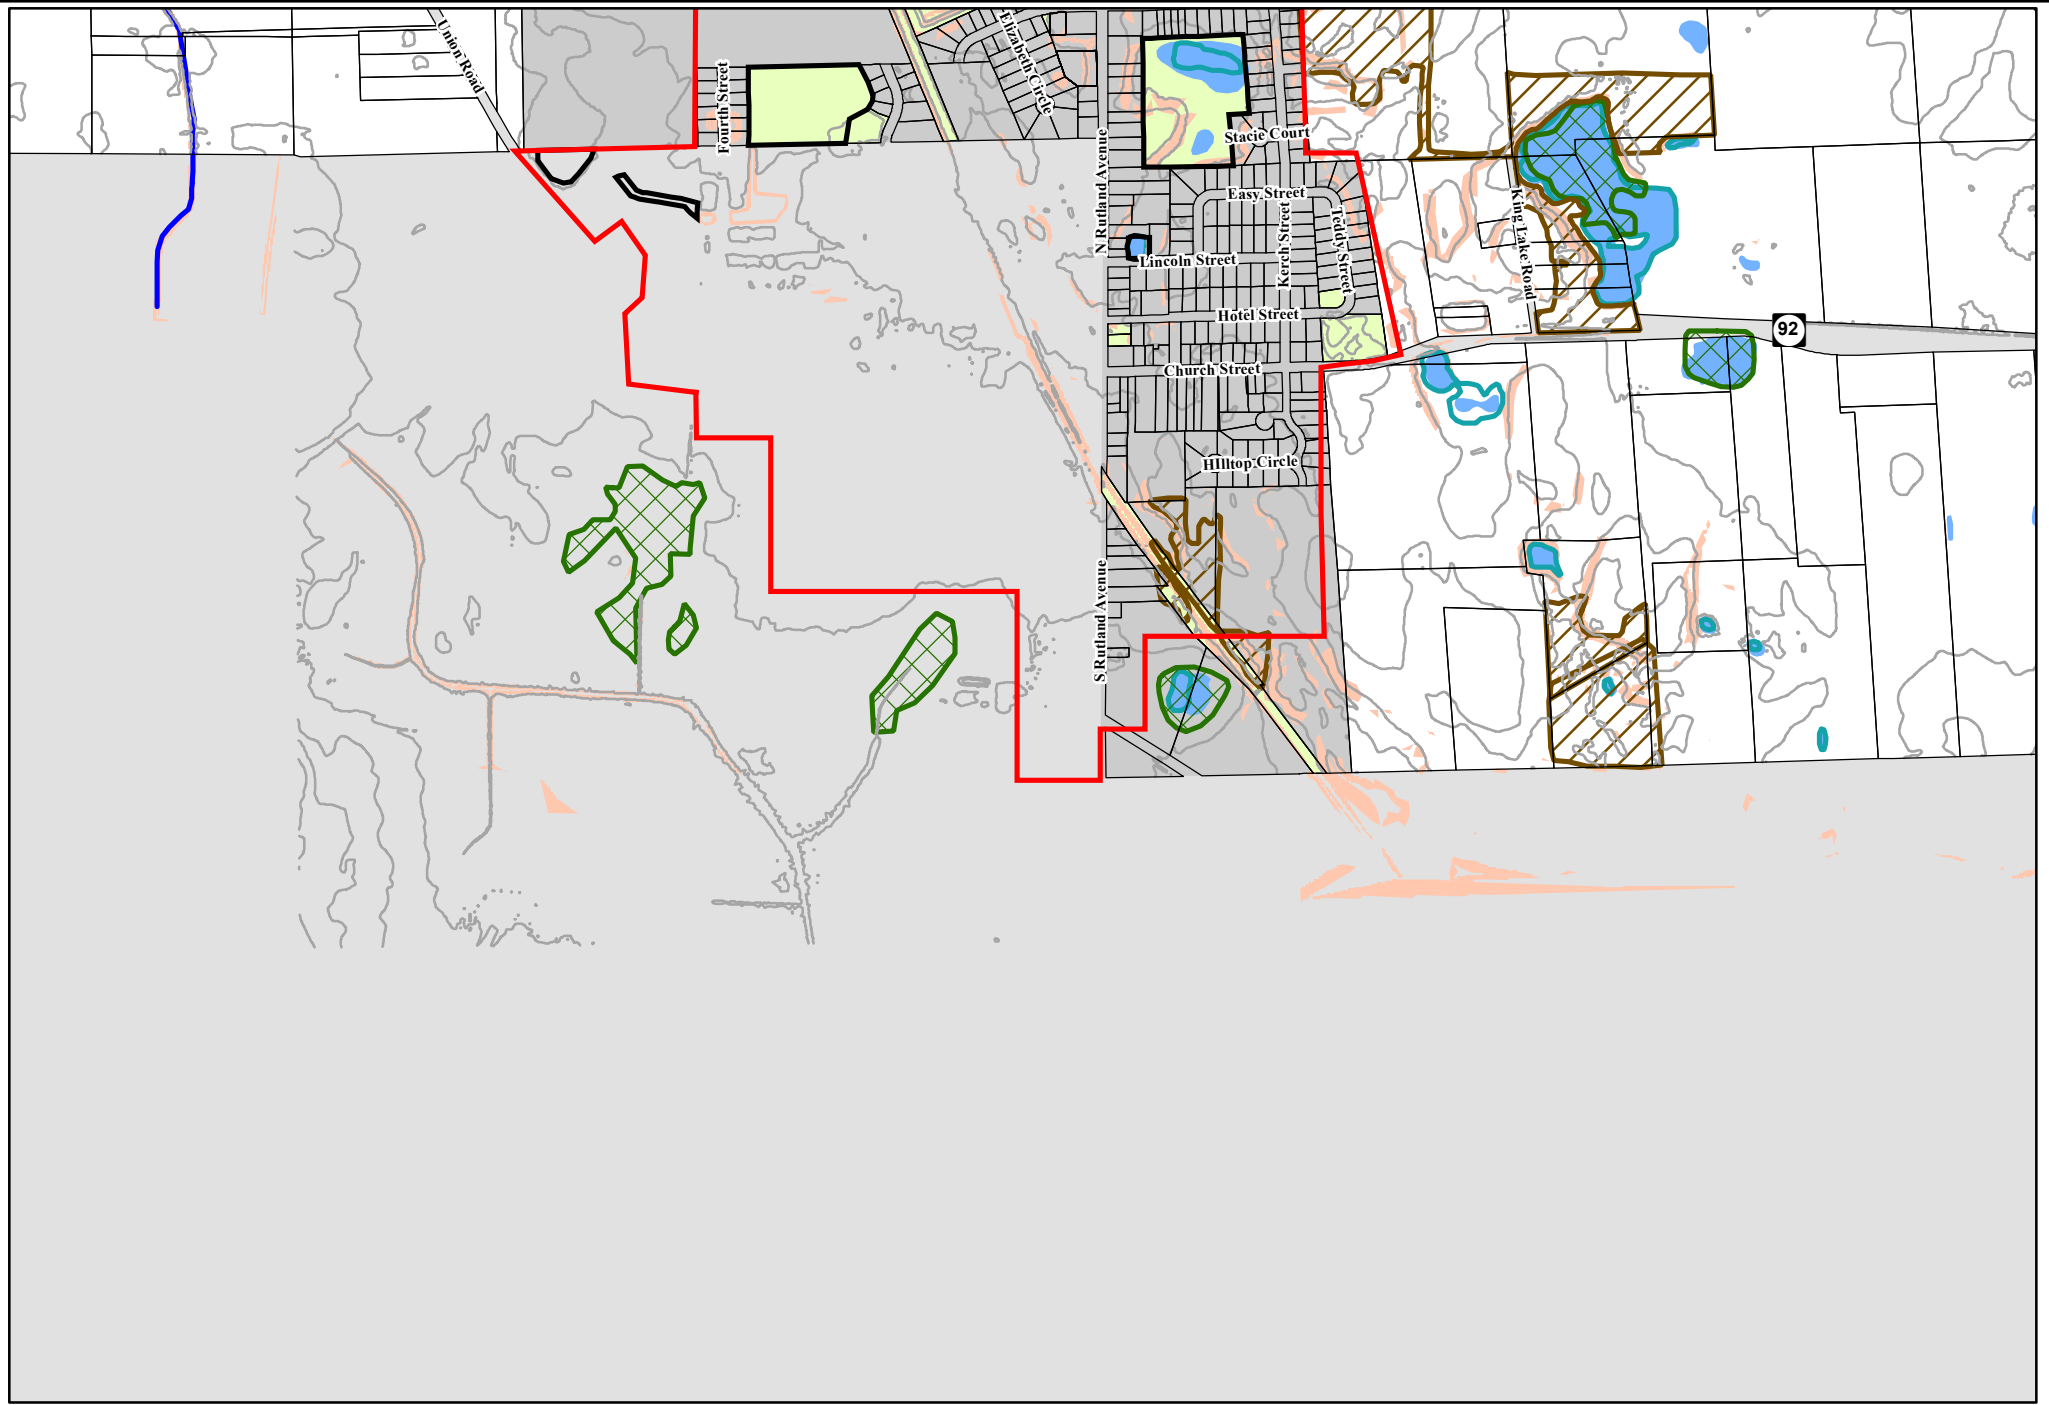 Union Road
Elizabeth Circle
Fourth Street
Stacie Court
N Rutland Avenue
Easy Street
King Lake Road
Kerch Street
Teddy Street
Lincoln Street
Hotel Street
92
Church Street
HIlltop Circle
S Rutland Avenue